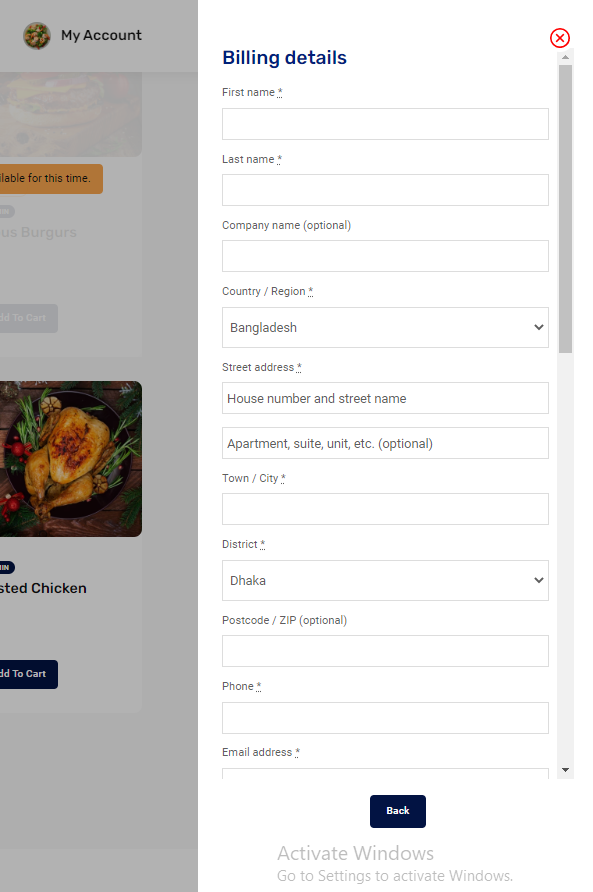 My Account
ilable for this time.
IN
us Burgurs
dd To Cart
IN
sted Chicken
dd To Cart
Billing details
First name *
Last name *
Company name (optional)
Country / Region *
Bangladesh
Street address *
House number and street name
Apartment, suite, unit, etc. (optional)
Town / City *
District *
Dhaka
Postcode / ZIP (optional)
Phone *
Email address *
Back
Activate Windows
Go to Settings to activate Windows.